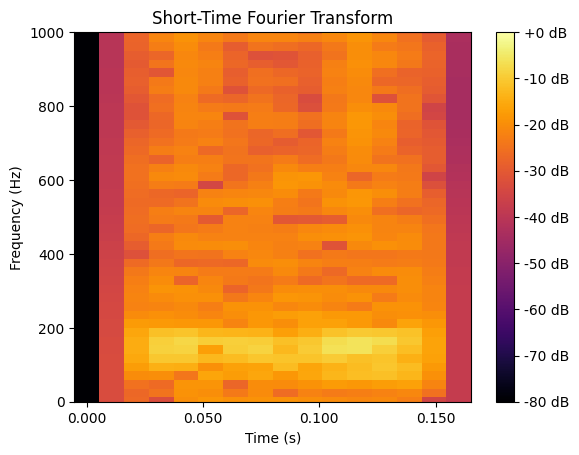 Short-Time Fourier Transform
1000
800
600
400
200
0
Frequency (Hz)
0.000
0.050
0.100
0.150
Time (s)
+0 dB
-10 dB
-20 dB
-30 dB
-40 dB
-50 dB
-60 dB
-70 dB
-80 dB